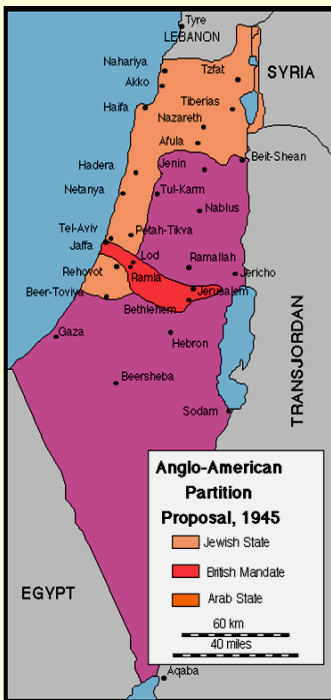 Tyre
LEBANON
SYRIA
Nahariya
Tzfat
Akko
Haifa
Tiberias
Nazareth
Afula
Beit-Shean
Jenin
Hadera
Netanya
Tul-Karm
Nablus
Tel-Aviv
Petah-Tikva
Jaffa
Lod
Ramallah
Rehovot
Ramla
Jericho
Beer-Toviya
Jerusalem
Bethlehem
Gaza
Hebron
Beersheba
Sodam
TRANSJORDAN
Anglo-American
Partition
Proposal, 1945
Jewish State
British Mandate
Arab State
60 km
40 miles
EGYPT
Aqaba